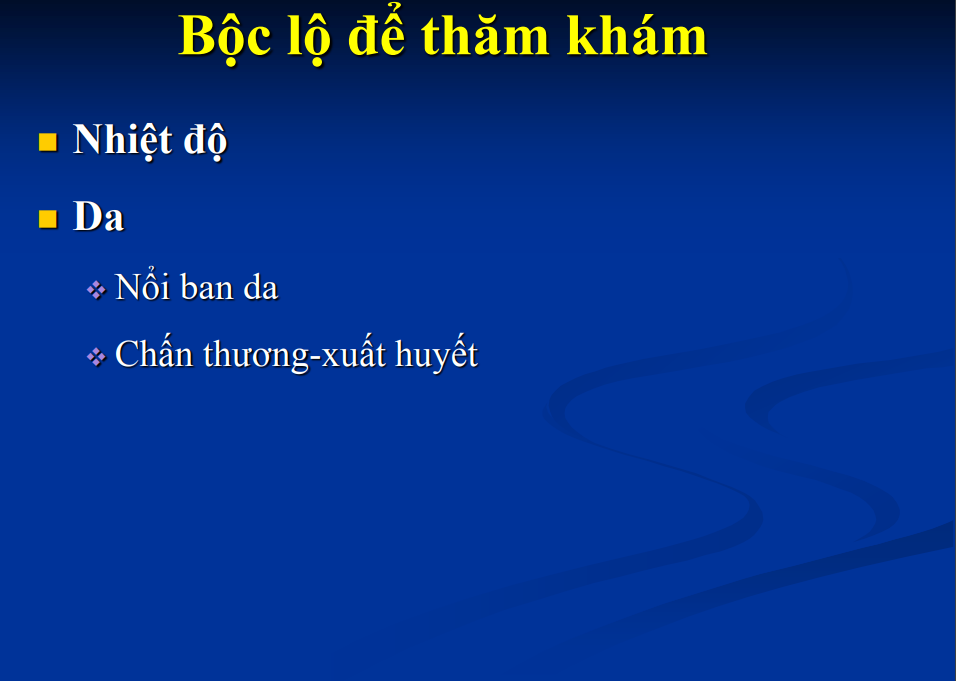 Bộc lộ để thăm khám
Nhiệt độ
Da
Nổi ban da
Chấn thương-xuất huyết